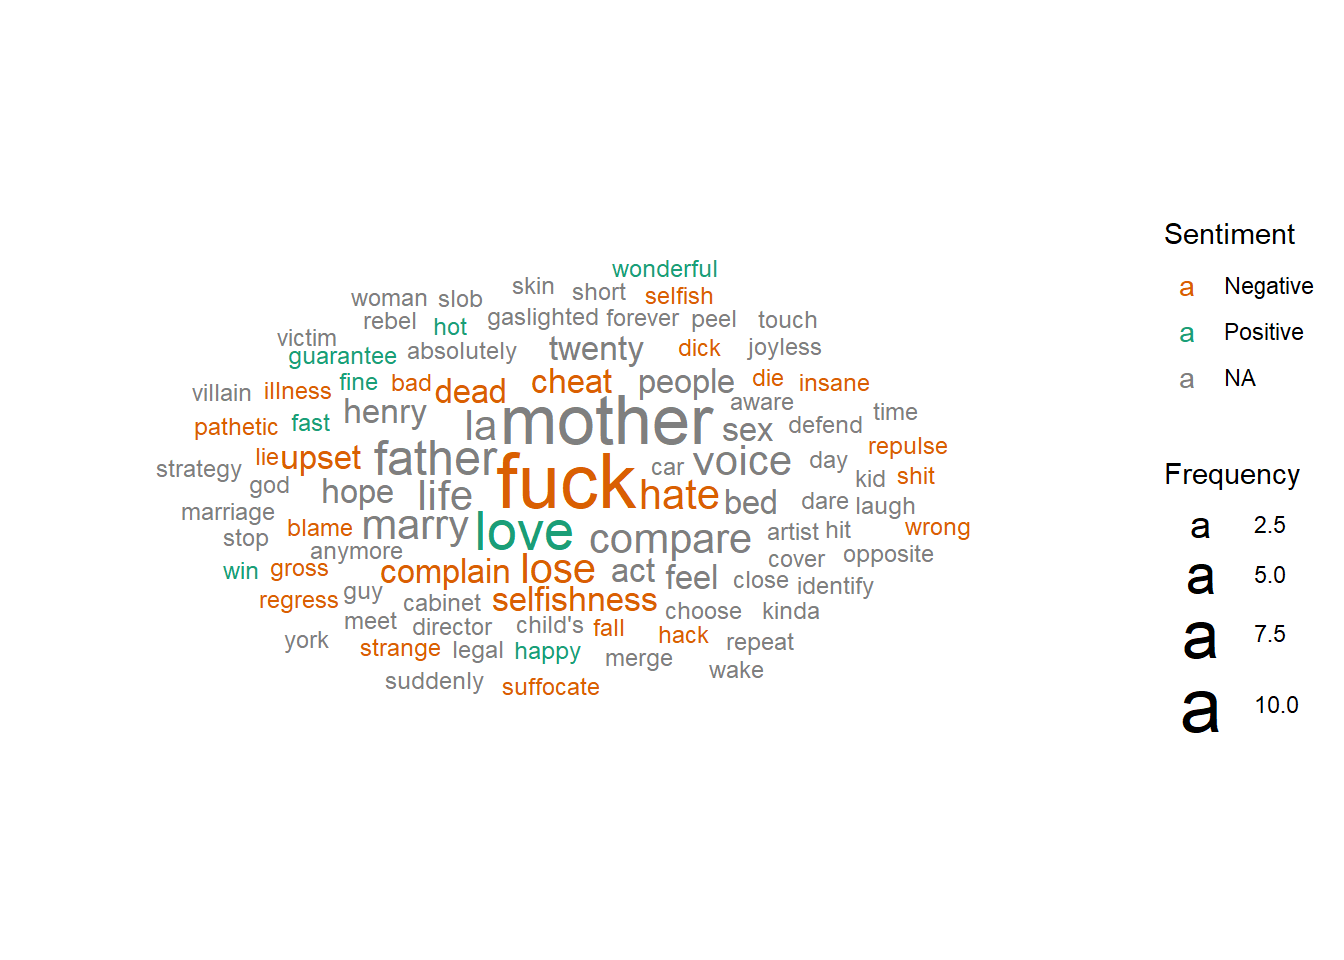 wonderful
woman slob skin short selfish
rebel hot gaslighted forever peel touch
victim guarantee absolutely twenty dick joyless
villain illness fine bad dead cheat people die insane
pathetic fast henry la mother sex aware defend time
strategy lie upset father fuck car voice day repulse
god hope life hate bed dare kid shit
marriage marry love compare artist hit laugh wrong
stop blame anymore complain lose act feel cover opposite
win gross guy cabinet selfishness choose close identify
regress meet director child's fall hack kinda
york strange legal happy merge repeat
suddenly suffocate wake
Sentiment
a Negative
a Positive
a NA
Frequency
a 2.5
a 5.0
a 7.5
a 10.0